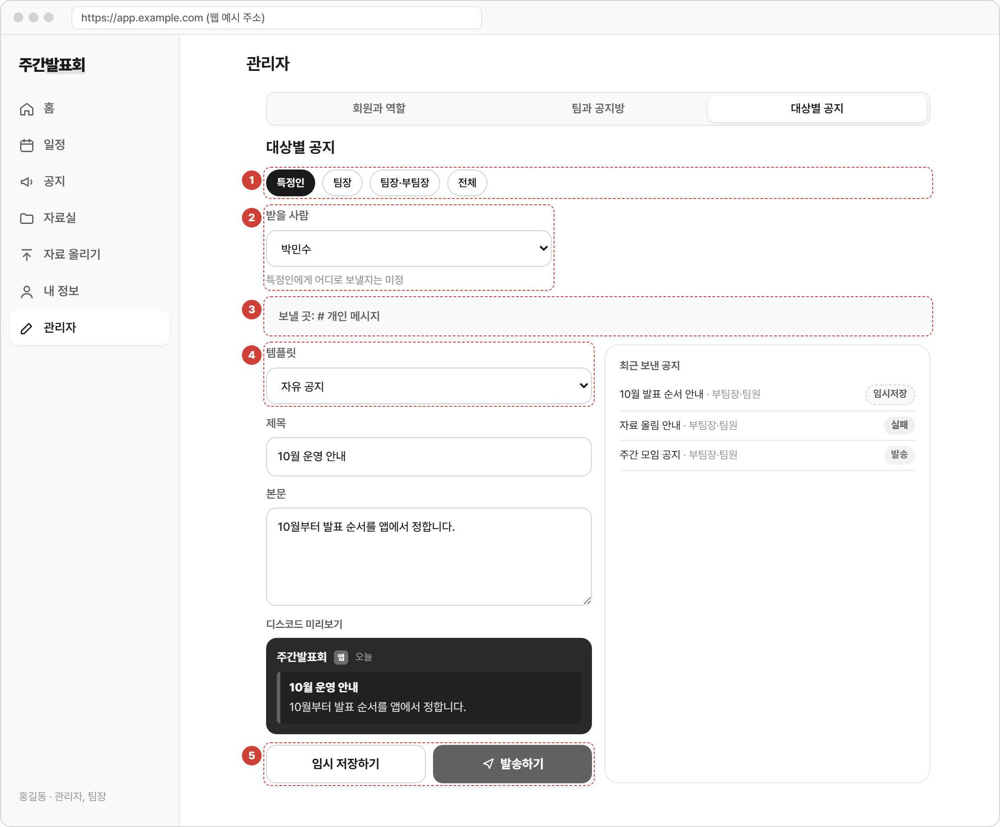 https://app.example.com (웹 예시 주소)
주간발표회
홈
일정
공지
자료실
자료 올리기
내 정보
관리자
홍길동 · 관리자, 팀장
관리자
회원과 역할
팀과 공지방
대상별 공지
대상별 공지
1
특정인
팀장
팀장·부팀장
전체
2
받을 사람
박민수
특정인에게 어디로 보낼지는 미정
3
보낼 곳: # 개인 메시지
4
템플릿
자유 공지
제목
10월 운영 안내
본문
10월부터 발표 순서를 앱에서 정합니다.
디스코드 미리보기
주간발표회 앱 오늘
10월 운영 안내
10월부터 발표 순서를 앱에서 정합니다.
5
임시 저장하기
발송하기
최근 보낸 공지
10월 발표 순서 안내 · 부팀장·팀원 임시저장
자료 올림 안내 · 부팀장·팀원 실패
주간 모임 공지 · 부팀장·팀원 발송